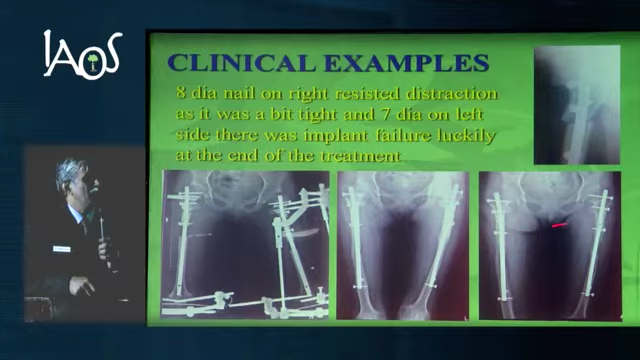 IAOS
CLINICAL EXAMPLES
8 dia nail on right resisted distraction
as it was a bit tight and 7 dia on left
side there was implant failure luckily
at the end of the treatment